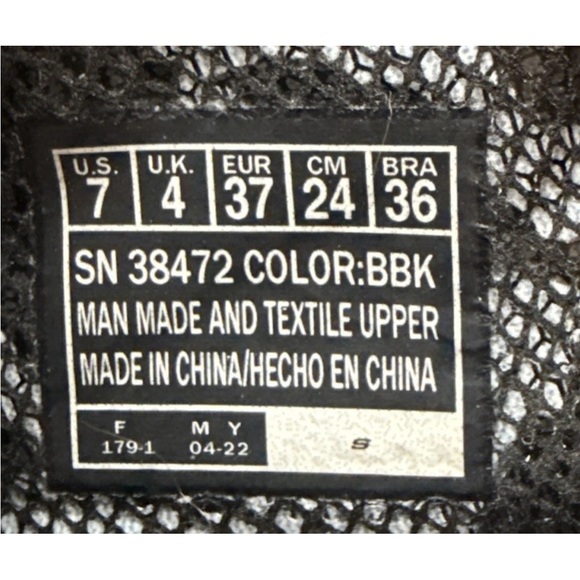 U.S. U.K. EUR CM BRA
7 4 37 24 36
SN 38472 COLOR:BBK
MAN MADE AND TEXTILE UPPER
MADE IN CHINA/HECHO EN CHINA
F M Y
179-1 04-22
S